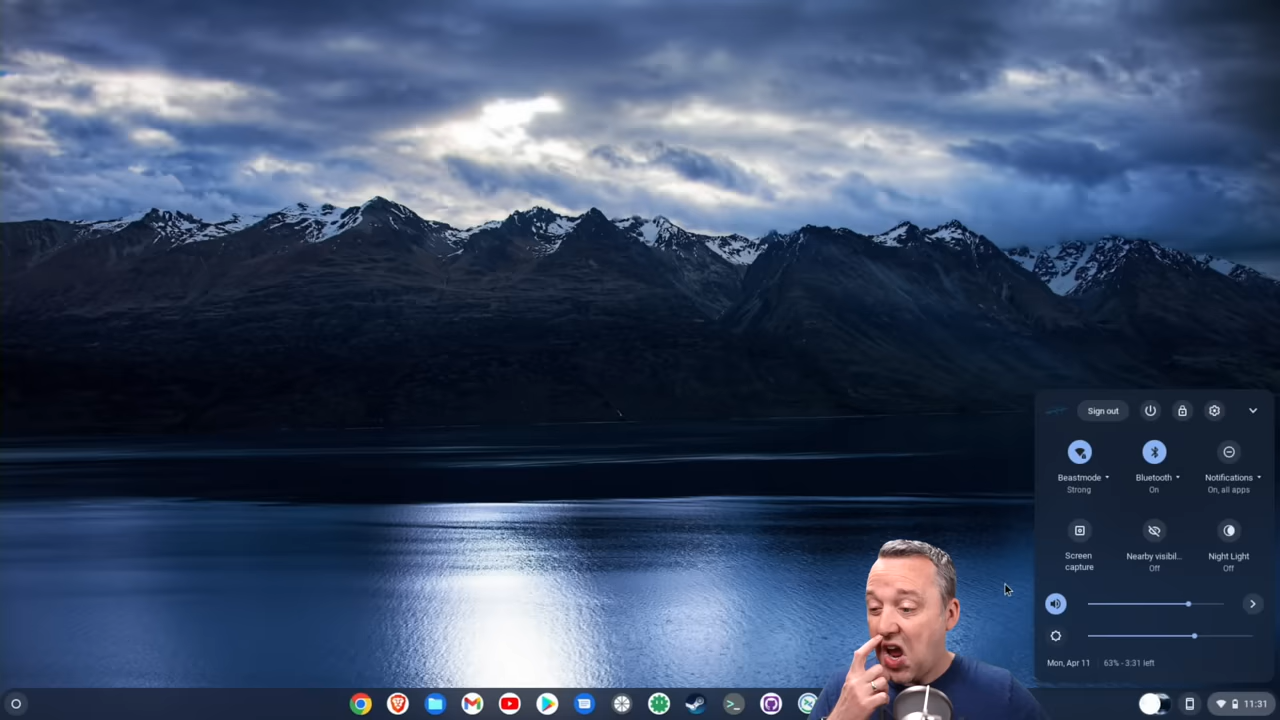 Sign out
Beastmode
Strong
Bluetooth
On
Notifications
On, all apps
Screen
capture
Nearby visibil...
Off
Night Light
Off
Mon, Apr 11
63% - 3:31 left
11:31